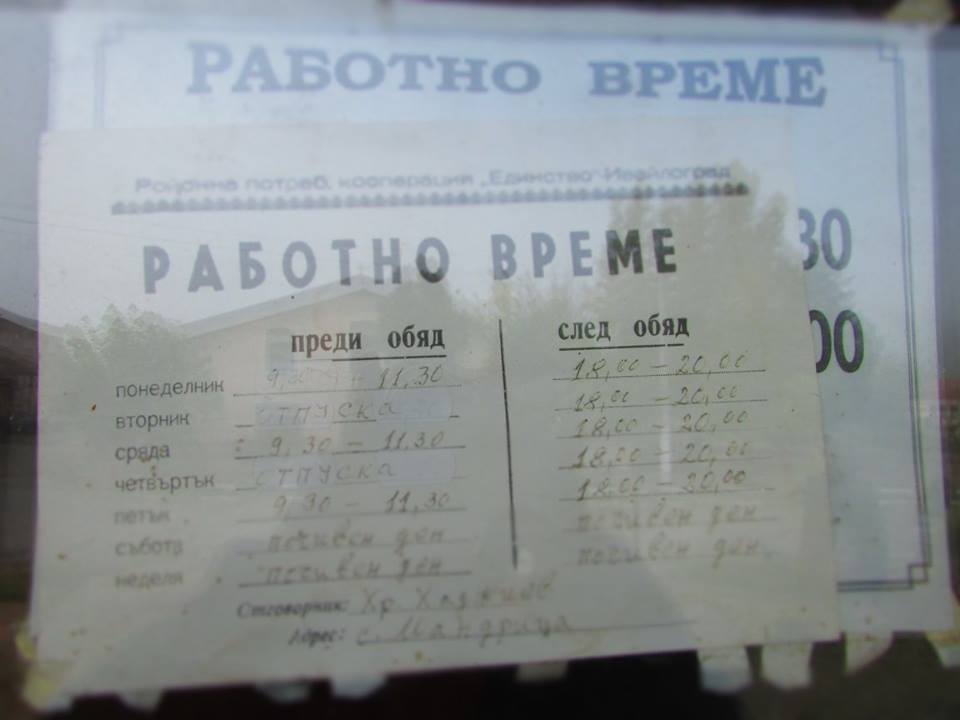 РАБОТНО ВРЕМЕ
Районна потреб. кооперация „Единство“-Ивайловград
РАБОТНО ВРЕМЕ
30
00
преди обяд след обяд
понеделник 9,30 – 11,30 18,00 – 20,00
вторник ОТПУСКА 18,00 – 20,00
сряда 9,30 – 11,30 18,00 – 20,00
четвъртък ОТПУСКА 18,00 – 20,00
петък 9,30 – 11,30 18,00 – 20,00
събота почивен ден почивен ден
неделя почивен ден почивен ден
Отговорник: Хр.
Адрес: с. Мандрица